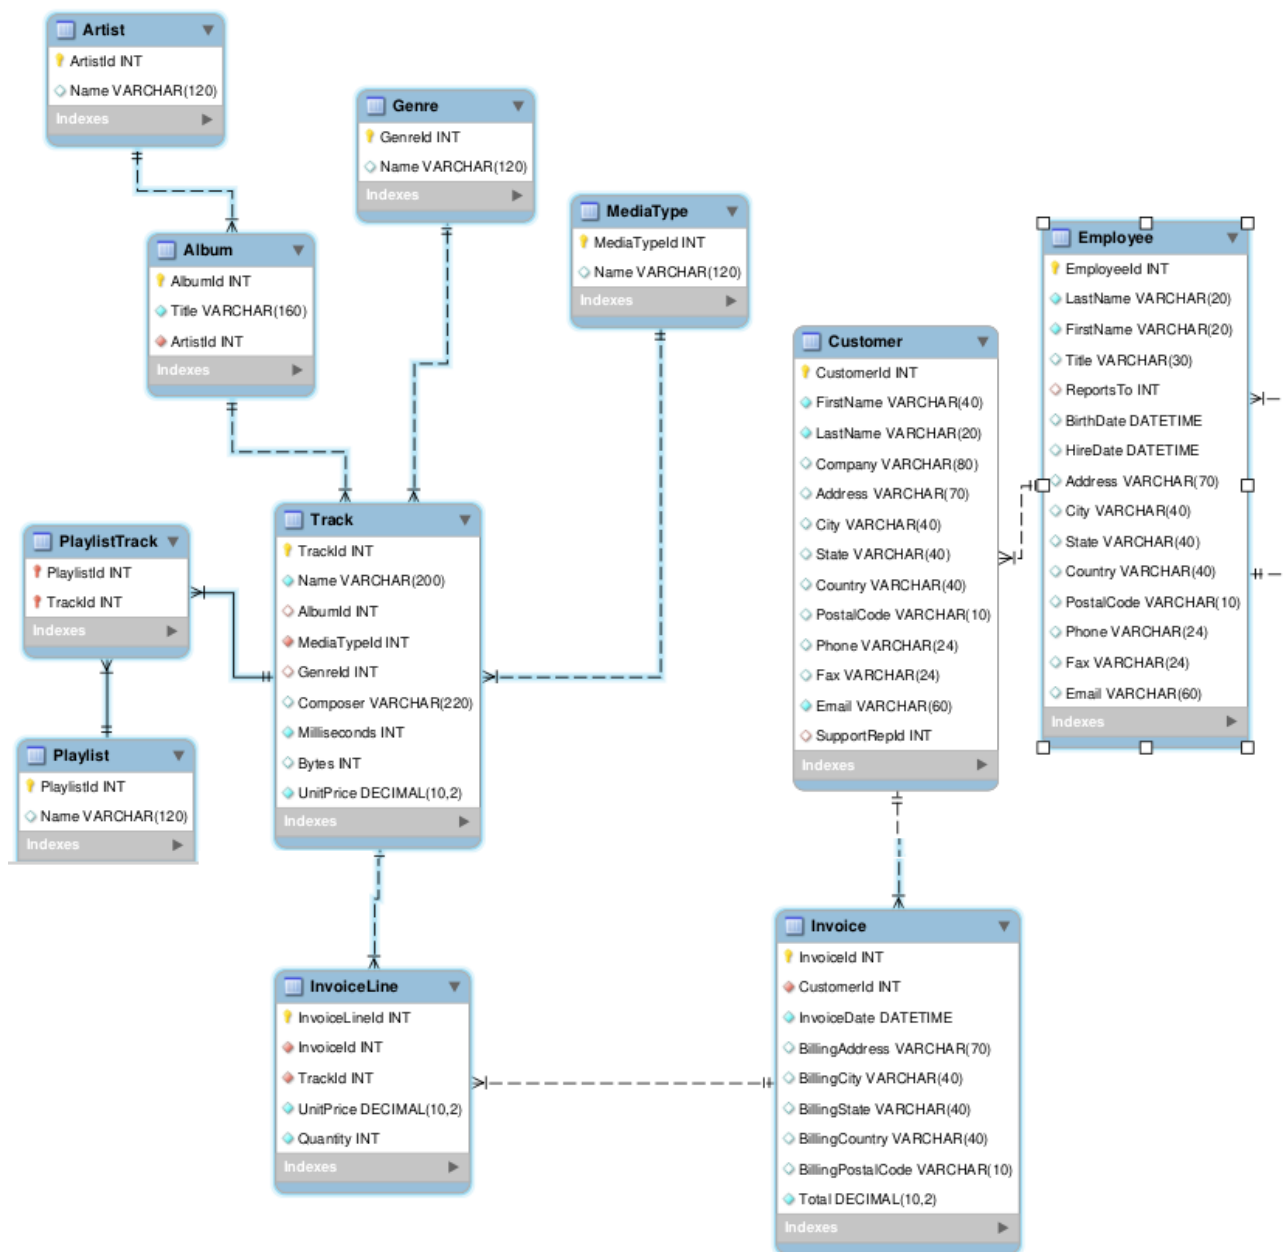 Artist
ArtistId INT
Name VARCHAR(120)
Indexes
Genre
GenreId INT
Name VARCHAR(120)
Indexes
MediaType
MediaTypeId INT
Name VARCHAR(120)
Indexes
Album
AlbumId INT
Title VARCHAR(160)
ArtistId INT
Indexes
Employee
EmployeeId INT
LastName VARCHAR(20)
FirstName VARCHAR(20)
Title VARCHAR(30)
ReportsTo INT
BirthDate DATETIME
HireDate DATETIME
Address VARCHAR(70)
City VARCHAR(40)
State VARCHAR(40)
Country VARCHAR(40)
PostalCode VARCHAR(10)
Phone VARCHAR(24)
Fax VARCHAR(24)
Email VARCHAR(60)
Indexes
Customer
CustomerId INT
FirstName VARCHAR(40)
LastName VARCHAR(20)
Company VARCHAR(80)
Address VARCHAR(70)
City VARCHAR(40)
State VARCHAR(40)
Country VARCHAR(40)
PostalCode VARCHAR(10)
Phone VARCHAR(24)
Fax VARCHAR(24)
Email VARCHAR(60)
SupportRepId INT
Indexes
Track
TrackId INT
Name VARCHAR(200)
AlbumId INT
MediaTypeId INT
GenreId INT
Composer VARCHAR(220)
Milliseconds INT
Bytes INT
UnitPrice DECIMAL(10,2)
Indexes
PlaylistTrack
PlaylistId INT
TrackId INT
Indexes
Playlist
PlaylistId INT
Name VARCHAR(120)
Indexes
InvoiceLine
InvoiceLineId INT
InvoiceId INT
TrackId INT
UnitPrice DECIMAL(10,2)
Quantity INT
Indexes
Invoice
InvoiceId INT
CustomerId INT
InvoiceDate DATETIME
BillingAddress VARCHAR(70)
BillingCity VARCHAR(40)
BillingState VARCHAR(40)
BillingCountry VARCHAR(40)
BillingPostalCode VARCHAR(10)
Total DECIMAL(10,2)
Indexes